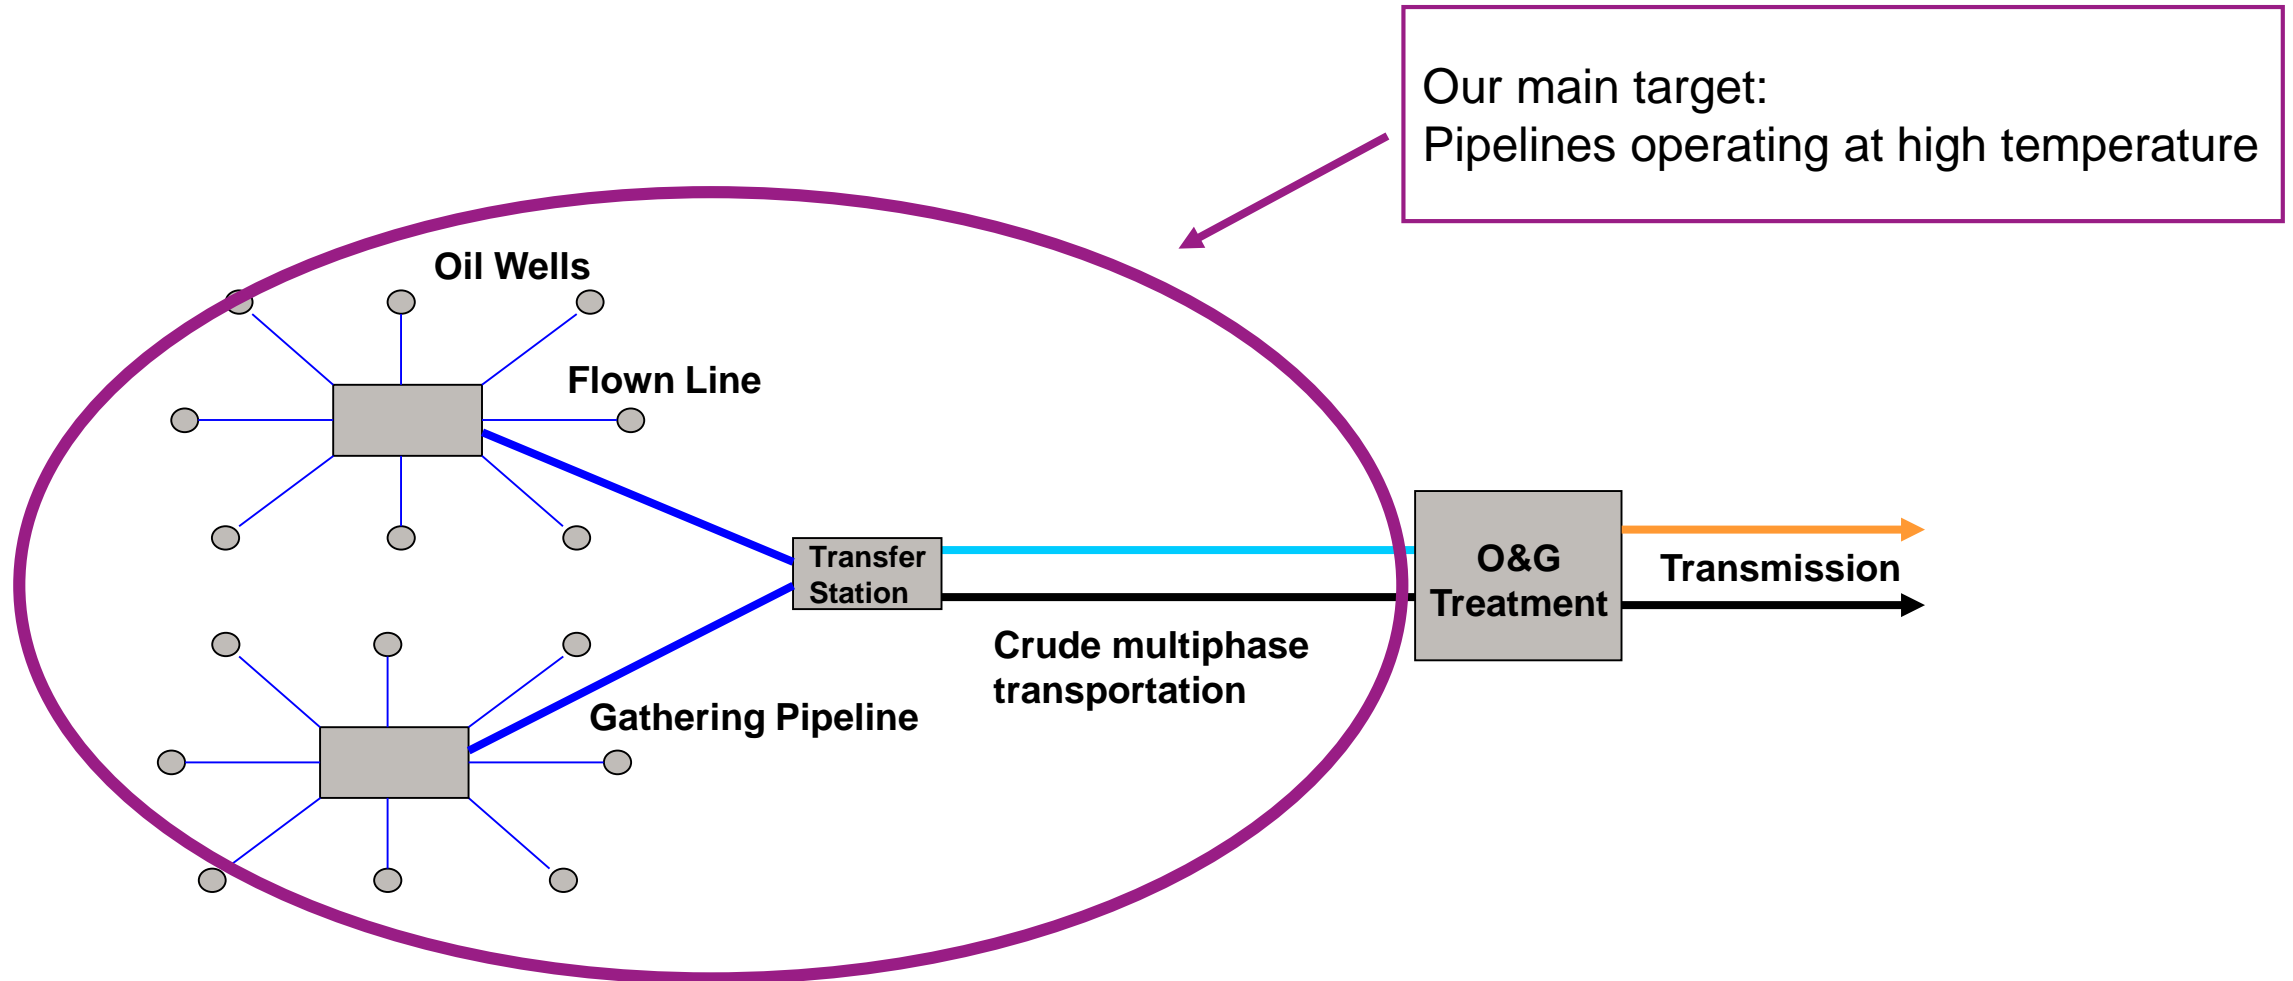 Our main target:
Pipelines operating at high temperature
Oil Wells
Flown Line
Transfer
Station
O&G
Treatment
Transmission
Crude multiphase
transportation
Gathering Pipeline